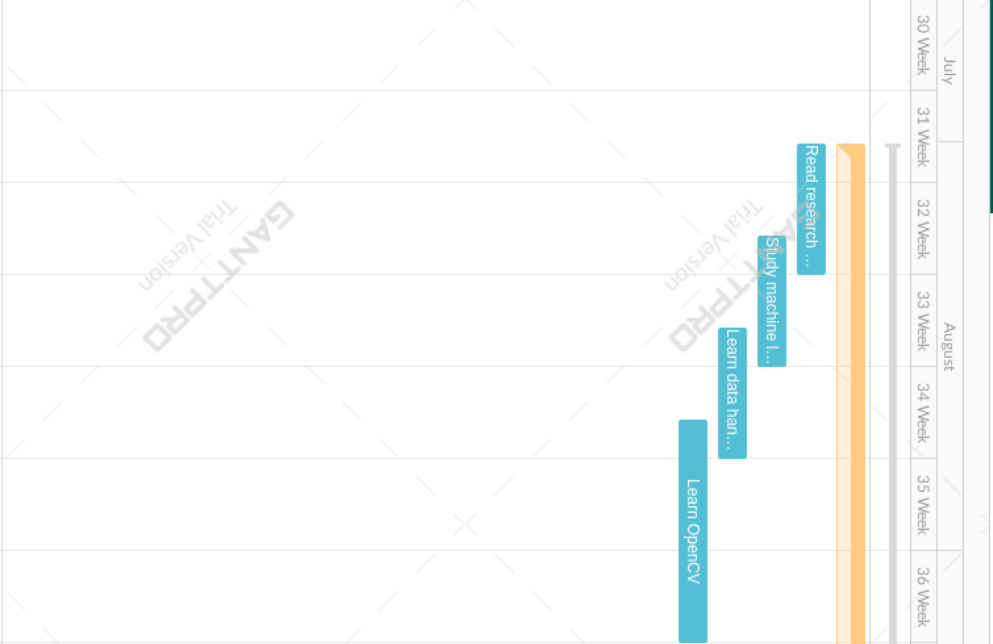 July
August
30 Week
31 Week
32 Week
33 Week
34 Week
35 Week
36 Week
Read research ...
Study machine l...
Learn data han...
Learn OpenCV
GANTTPRO
Trial Version
GANTTPRO
Trial Version